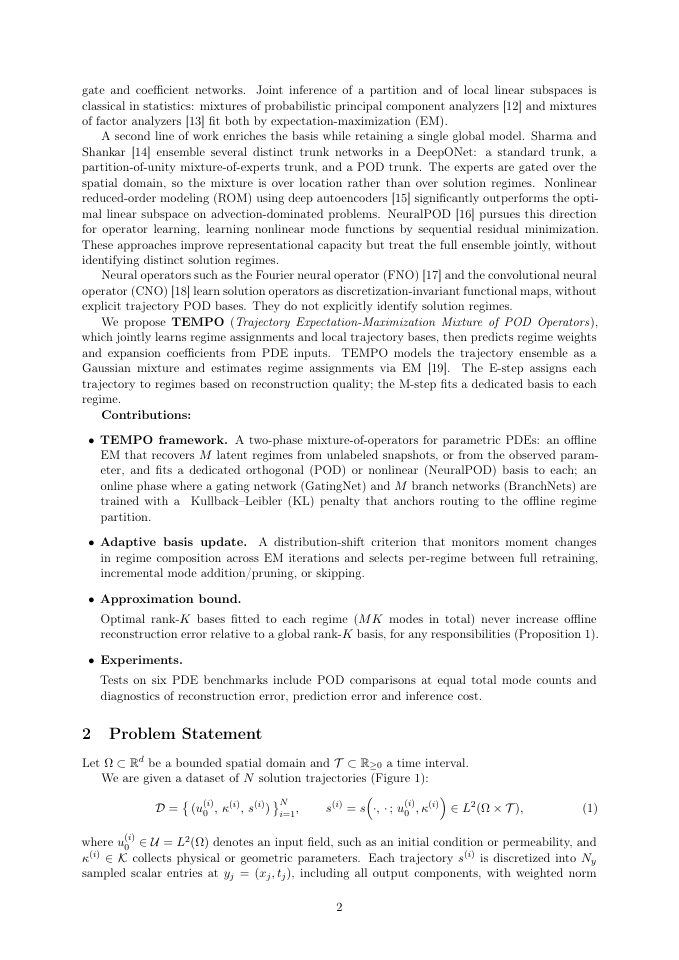 gate and coefficient networks. Joint inference of a partition and of local linear subspaces is
classical in statistics: mixtures of probabilistic principal component analyzers [12] and mixtures
of factor analyzers [13] fit both by expectation-maximization (EM).
A second line of work enriches the basis while retaining a single global model. Sharma and
Shankar [14] ensemble several distinct trunk networks in a DeepONet: a standard trunk, a
partition-of-unity mixture-of-experts trunk, and a POD trunk. The experts are gated over the
spatial domain, so the mixture is over location rather than over solution regimes. Nonlinear
reduced-order modeling (ROM) using deep autoencoders [15] significantly outperforms the opti-
mal linear subspace on advection-dominated problems. NeuralPOD [16] pursues this direction
for operator learning, learning nonlinear mode functions by sequential residual minimization.
These approaches improve representational capacity but treat the full ensemble jointly, without
identifying distinct solution regimes.
Neural operators such as the Fourier neural operator (FNO) [17] and the convolutional neural
operator (CNO) [18] learn solution operators as discretization-invariant functional maps, without
explicit trajectory POD bases. They do not explicitly identify solution regimes.
We propose TEMPO (Trajectory Expectation-Maximization Mixture of POD Operators),
which jointly learns regime assignments and local trajectory bases, then predicts regime weights
and expansion coefficients from PDE inputs. TEMPO models the trajectory ensemble as a
Gaussian mixture and estimates regime assignments via EM [19]. The E-step assigns each
trajectory to regimes based on reconstruction quality; the M-step fits a dedicated basis to each
regime.
Contributions:
• TEMPO framework. A two-phase mixture-of-operators for parametric PDEs: an offline
EM that recovers M latent regimes from unlabeled snapshots, or from the observed param-
eter, and fits a dedicated orthogonal (POD) or nonlinear (NeuralPOD) basis to each; an
online phase where a gating network (GatingNet) and M branch networks (BranchNets) are
trained with a Kullback–Leibler (KL) penalty that anchors routing to the offline regime
partition.
• Adaptive basis update. A distribution-shift criterion that monitors moment changes
in regime composition across EM iterations and selects per-regime between full retraining,
incremental mode addition/pruning, or skipping.
• Approximation bound.
Optimal rank-K bases fitted to each regime (MK modes in total) never increase offline
reconstruction error relative to a global rank-K basis, for any responsibilities (Proposition 1).
• Experiments.
Tests on six PDE benchmarks include POD comparisons at equal total mode counts and
diagnostics of reconstruction error, prediction error and inference cost.
2 Problem Statement
Let Ω ⊂ ℝᵈ be a bounded spatial domain and 𝒯 ⊂ ℝ≥0 a time interval.
We are given a dataset of N solution trajectories (Figure 1):
𝒟 = { (u₀⁽ⁱ⁾, κ⁽ⁱ⁾, s⁽ⁱ⁾) }ᵢ₌₁ᴺ, s⁽ⁱ⁾ = s(·, · ; u₀⁽ⁱ⁾, κ⁽ⁱ⁾) ∈ L²(Ω × 𝒯), (1)
where u₀⁽ⁱ⁾ ∈ 𝒰 = L²(Ω) denotes an input field, such as an initial condition or permeability, and
κ⁽ⁱ⁾ ∈ 𝒦 collects physical or geometric parameters. Each trajectory s⁽ⁱ⁾ is discretized into N_y
sampled scalar entries at y_j = (x_j, t_j), including all output components, with weighted norm
2